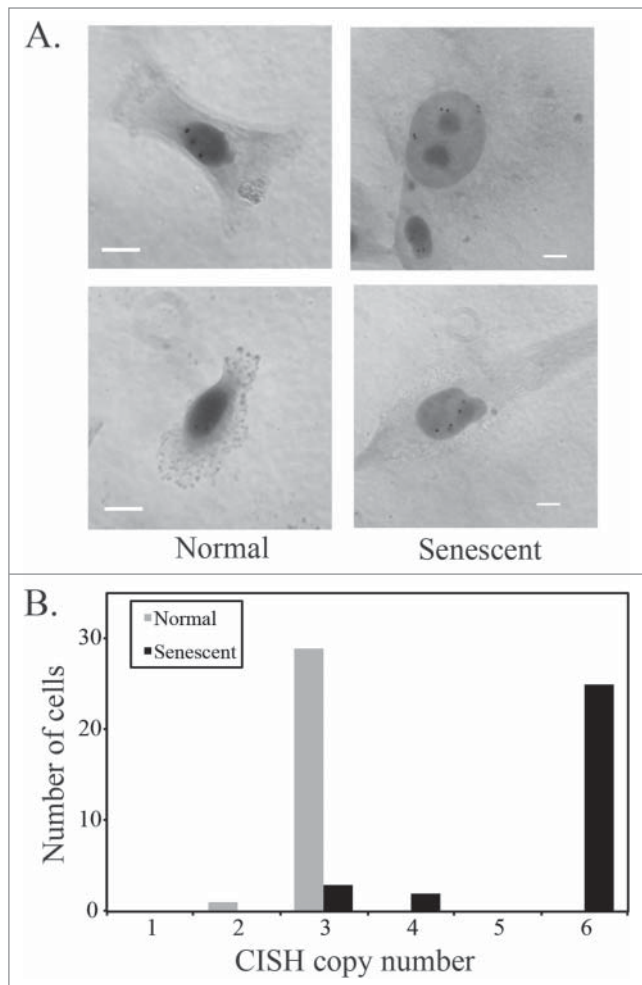 A.
Normal
Senescent
B.
Normal
Senescent
Number of cells
30
20
10
0
1 2 3 4 5 6
CISH copy number